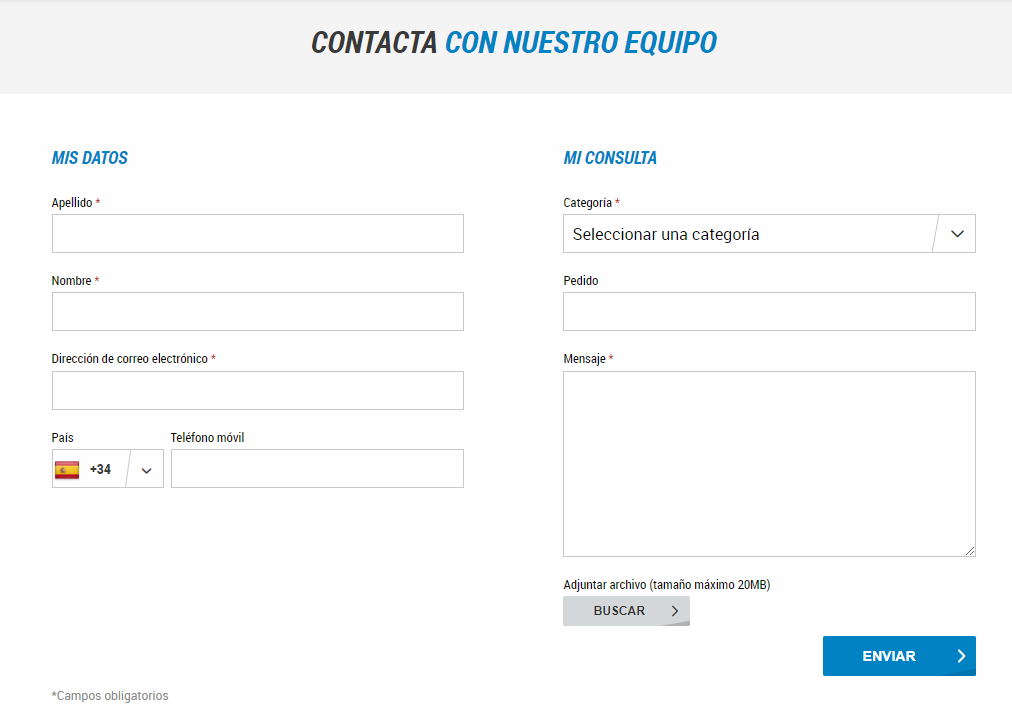 CONTACTA CON NUESTRO EQUIPO
MIS DATOS
Apellido *
Nombre *
Dirección de correo electrónico *
País
Teléfono móvil
+34
MI CONSULTA
Categoría *
Seleccionar una categoría
Pedido
Mensaje *
Adjuntar archivo (tamaño máximo 20MB)
BUSCAR
ENVIAR
*Campos obligatorios